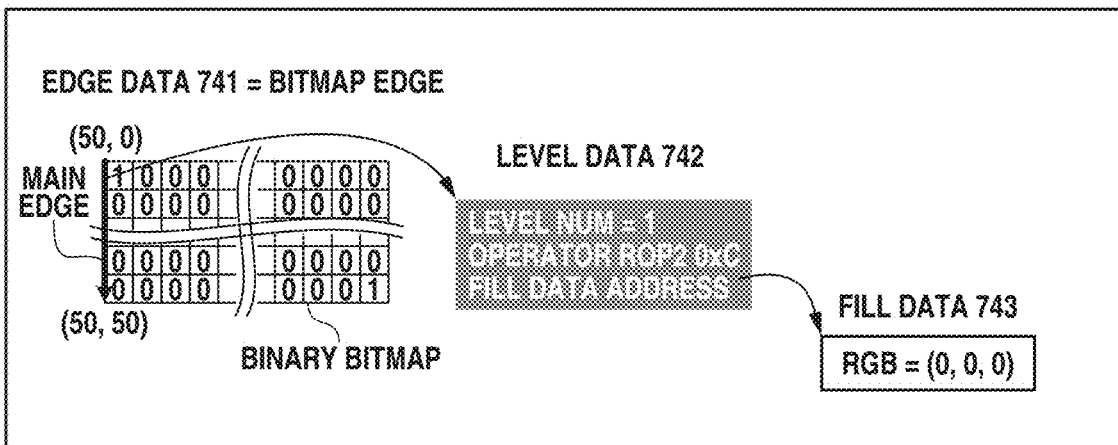 EDGE DATA 741 = BITMAP EDGE
(50, 0)
MAIN
EDGE
1 0 0 0 0 0 0 0
0 0 0 0 0 0 0 0
0 0 0 0 0 0 0 0
0 0 0 0 0 0 0 1
(50, 50)
BINARY BITMAP
LEVEL DATA 742
LEVEL NUM = 1
OPERATOR ROP2 0xC
FILL DATA ADDRESS
FILL DATA 743
RGB = (0, 0, 0)